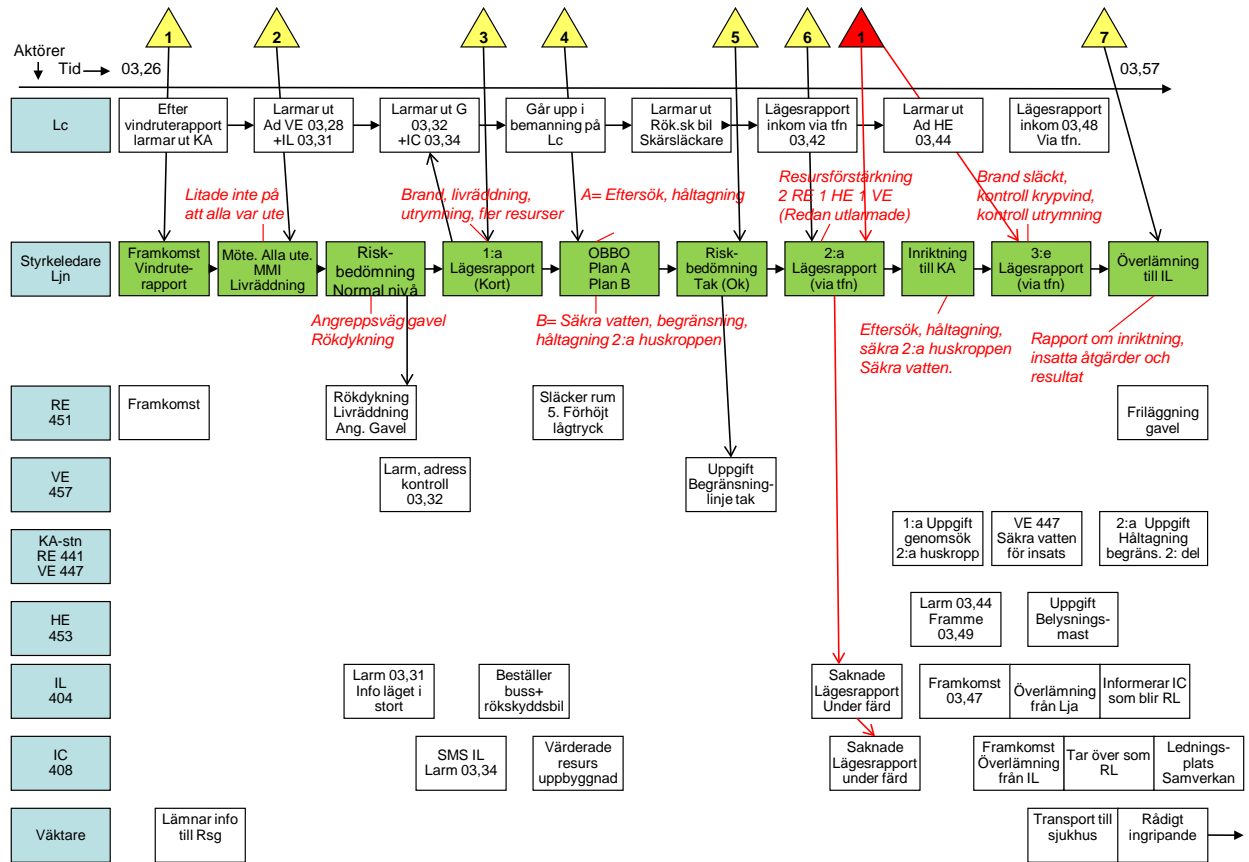 1
2
3
4
5
6
1
7
Aktörer
Tid
03,26
03,57
Lc
Efter
vindruterapport
larmar ut KA
Larmar ut
Ad VE 03,28
+IL 03,31
Larmar ut G
03,32
+IC 03,34
Går upp i
bemanning på
Lc
Larmar ut
Rök.sk bil
Skärsläckare
Lägesrapport
inkom via tfn
03,42
Larmar ut
Ad HE
03,44
Lägesrapport
inkom 03,48
Via tfn.
Litade inte på
att alla var ute
Brand, livräddning,
utrymning, fler resurser
A= Eftersök, håltagning
Resursförstärkning
2 RE 1 HE 1 VE
(Redan utlarmade)
Brand släckt,
kontroll krypvind,
kontroll utrymning
Styrkeledare
Ljn
Framkomst
Vindrute-
rapport
Möte. Alla ute.
MMI
Livräddning
Risk-
bedömning
Normal nivå
1:a
Lägesrapport
(Kort)
OBBO
Plan A
Plan B
Risk-
bedömning
Tak (Ok)
2:a
Lägesrapport
(via tfn)
Inriktning
till KA
3:e
Lägesrapport
(via tfn)
Överlämning
till IL
Angreppsväg gavel
Rökdykning
B= Säkra vatten, begränsning,
håltagning 2:a huskroppen
Eftersök, håltagning,
säkra 2:a huskroppen
Säkra vatten.
Rapport om inriktning,
insatta åtgärder och
resultat
RE
451
Framkomst
Rökdykning
Livräddning
Ang. Gavel
Släcker rum
5. Förhöjt
lågtryck
Friläggning
gavel
VE
457
Larm, adress
kontroll
03,32
Uppgift
Begränsning-
linje tak
KA-stn
RE 441
VE 447
1:a Uppgift
genomsök
2:a huskropp
VE 447
Säkra vatten
för insats
2:a Uppgift
Håltagning
begräns. 2: del
HE
453
Larm 03,44
Framme
03,49
Uppgift
Belysnings-
mast
IL
404
Larm 03,31
Info läget i
stort
Beställer
buss+
rökskyddsbil
Saknade
Lägesrapport
Under färd
Framkomst
03,47
Överlämning
från Lja
Informerar IC
som blir RL
IC
408
SMS IL
Larm 03,34
Värderade
resurs
uppbyggnad
Saknade
Lägesrapport
under färd
Framkomst
Överlämning
från IL
Tar över som
RL
Lednings-
plats
Samverkan
Väktare
Lämnar info
till Rsg
Transport till
sjukhus
Rådigt
ingripande